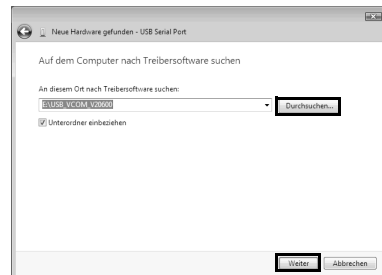 Neue Hardware gefunden - USB Serial Port
Auf dem Computer nach Treibersoftware suchen
An diesem Ort nach Treibersoftware suchen:
E:\USB_VCOM_V20600
Durchsuchen...
Unterordner einbeziehen
Weiter
Abbrechen